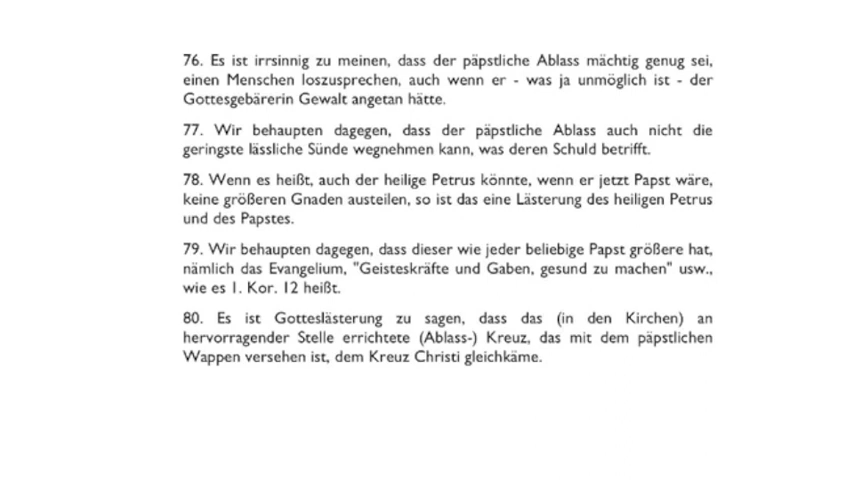 76. Es ist irrsinnig zu meinen, dass der päpstliche Ablass mächtig genug sei,
einen Menschen loszusprechen, auch wenn er - was ja unmöglich ist - der
Gottesgebärerin Gewalt angetan hätte.
77. Wir behaupten dagegen, dass der päpstliche Ablass auch nicht die
geringste lässliche Sünde wegnehmen kann, was deren Schuld betrifft.
78. Wenn es heißt, auch der heilige Petrus könnte, wenn er jetzt Papst wäre,
keine größeren Gnaden austeilen, so ist das eine Lästerung des heiligen Petrus
und des Papstes.
79. Wir behaupten dagegen, dass dieser wie jeder beliebige Papst größere hat,
nämlich das Evangelium, "Geisteskräfte und Gaben, gesund zu machen" usw.,
wie es 1. Kor. 12 heißt.
80. Es ist Gotteslästerung zu sagen, dass das (in den Kirchen) an
hervorragender Stelle errichtete (Ablass-) Kreuz, das mit dem päpstlichen
Wappen versehen ist, dem Kreuz Christi gleichkäme.